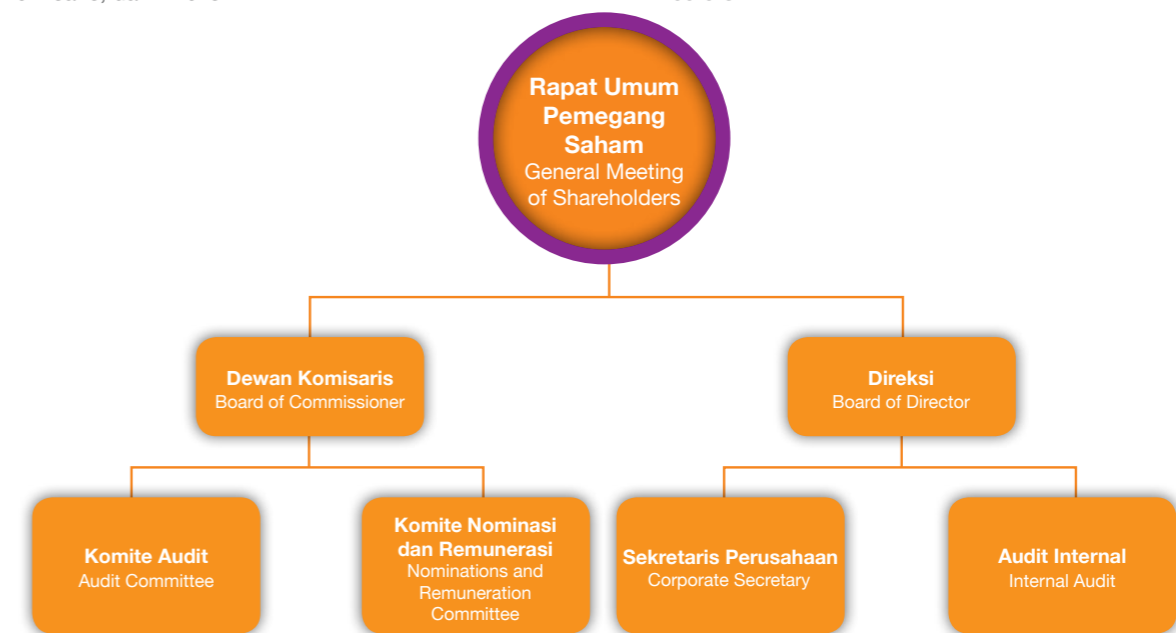 Rapat Umum
Pemegang
Saham
General Meeting
of Shareholders
Dewan Komisaris
Board of Commissioner
Direksi
Board of Director
Komite Audit
Audit Committee
Komite Nominasi
dan Remunerasi
Nominations and
Remuneration
Committee
Sekretaris Perusahaan
Corporate Secretary
Audit Internal
Internal Audit